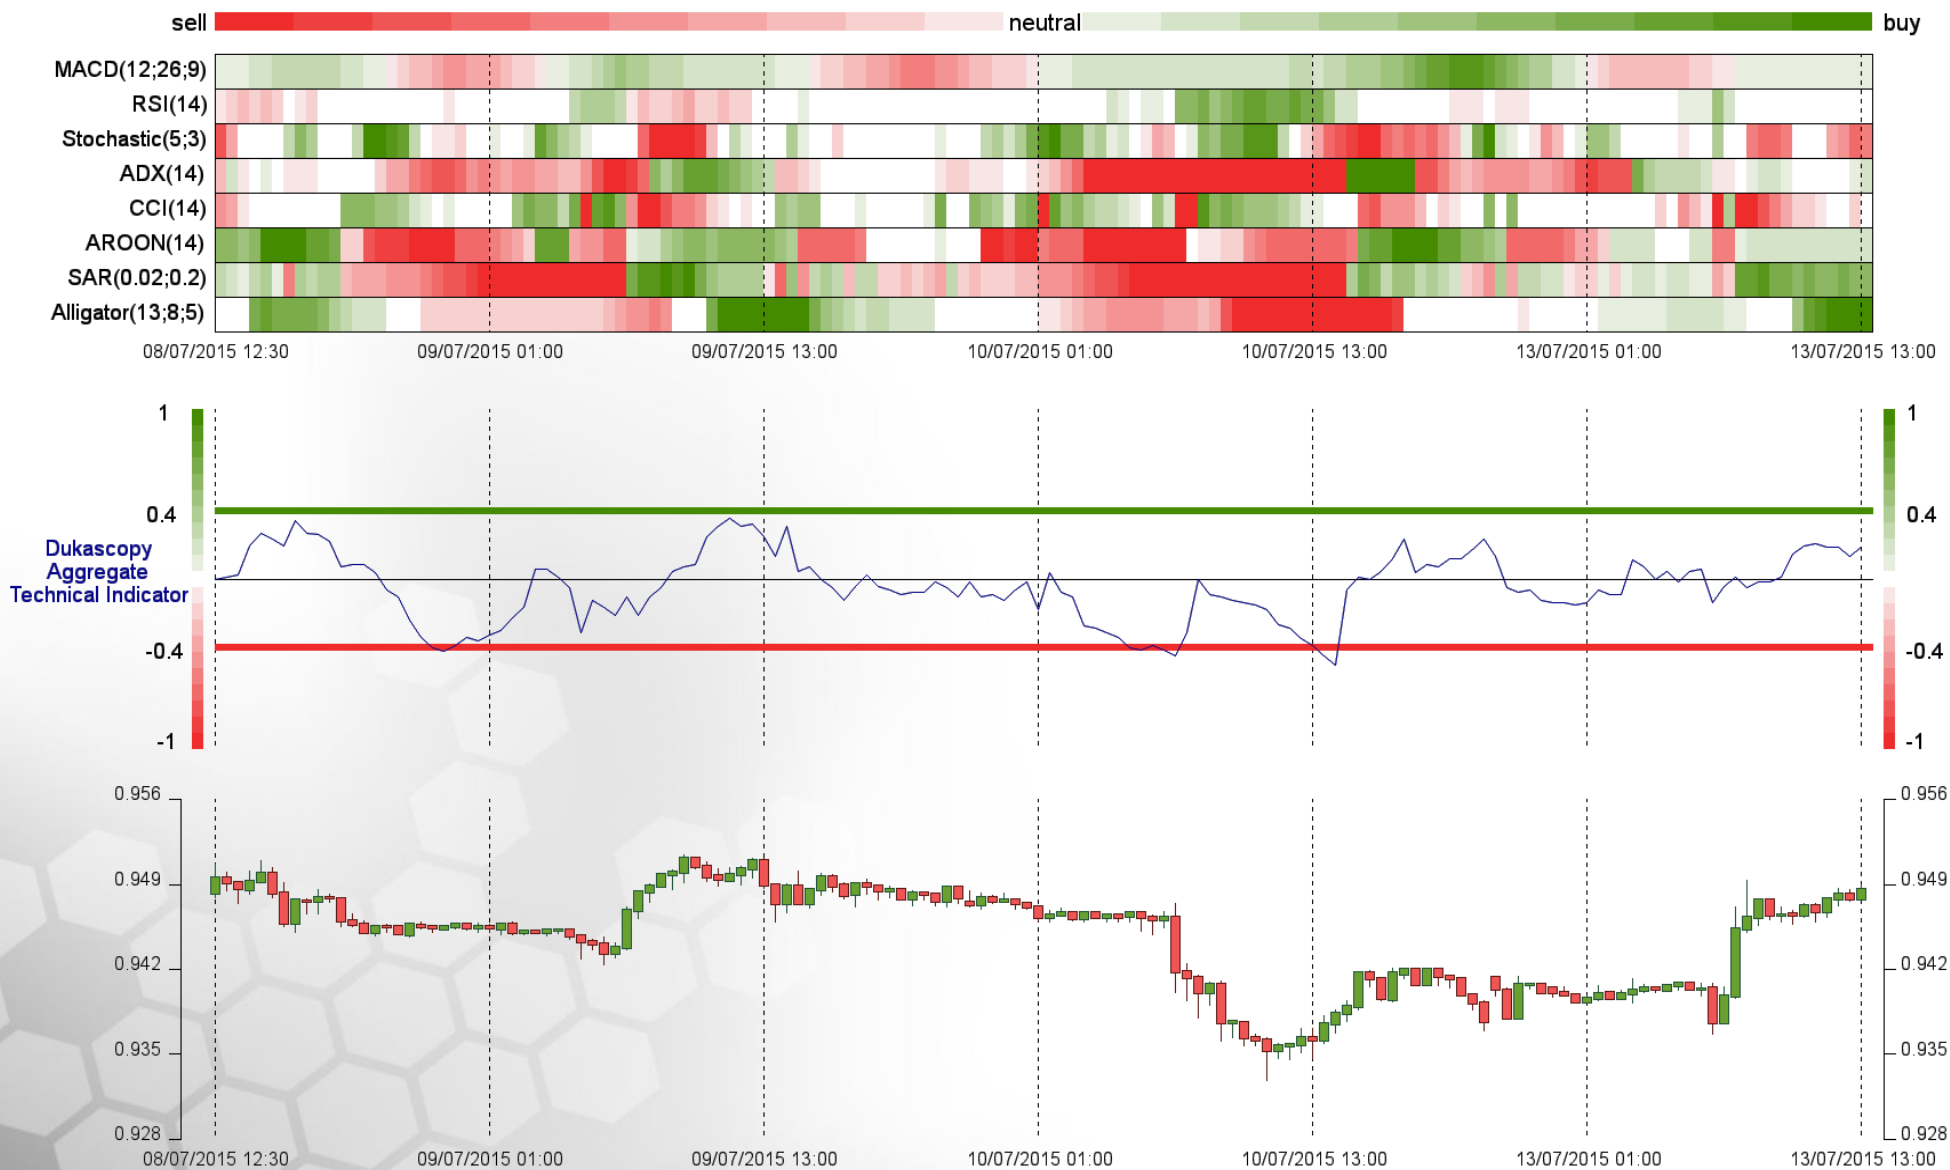 sell neutral buy
MACD(12;26;9)
RSI(14)
Stochastic(5;3)
ADX(14)
CCI(14)
AROON(14)
SAR(0.02;0.2)
Alligator(13;8;5)
08/07/2015 12:30 09/07/2015 01:00 09/07/2015 13:00 10/07/2015 01:00 10/07/2015 13:00 13/07/2015 01:00 13/07/2015 13:00
1 1
0.4 0.4
Dukascopy
Aggregate
Technical Indicator
-0.4 -0.4
-1 -1
0.956 0.956
0.949 0.949
0.942 0.942
0.935 0.935
0.928 0.928
08/07/2015 12:30 09/07/2015 01:00 09/07/2015 13:00 10/07/2015 01:00 10/07/2015 13:00 13/07/2015 01:00 13/07/2015 13:00